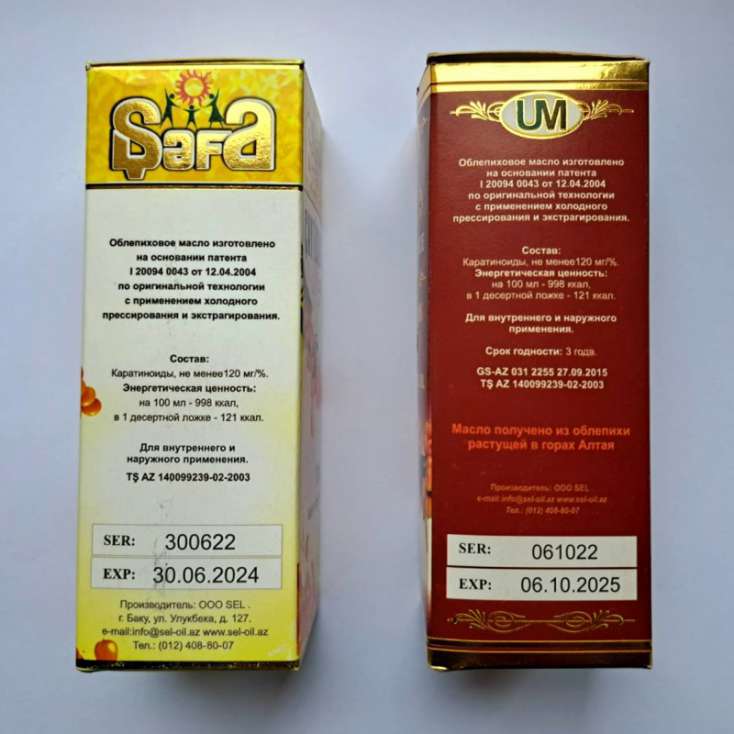 ŞəFa
Облепиховое масло изготовлено
на основании патента
I 20094 0043 от 12.04.2004
по оригинальной технологии
с применением холодного
прессирования и экстрагирования.
Состав:
Каратиноиды, не менее120 мг/%.
Энергетическая ценность:
на 100 мл - 998 ккал,
в 1 десертной ложке - 121 ккал.
Для внутреннего и
наружного применения.
TŞ AZ 140099239-02-2003
SER: 300622
EXP: 30.06.2024
Производитель: ООО SEL .
г. Баку, ул. Улукбека, д. 127.
e-mail:info@sel-oil.az www.sel-oil.az
Тел.: (012) 408-80-07
UM
Облепиховое масло изготовлено
на основании патента
I 20094 0043 от 12.04.2004
по оригинальной технологии
с применением холодного
прессирования и экстрагирования.
Состав:
Каратиноиды, не менее120 мг/%.
Энергетическая ценность:
на 100 мл - 998 ккал,
в 1 десертной ложке - 121 ккал.
Для внутреннего и наружного
применения.
Срок годности: 3 годв.
GS-AZ 031 2255 27.09.2015
TŞ AZ 140099239-02-2003
Масло получено из облепихи
растущей в горах Алтая
Производитель: ООО SEL
e-mail:info@sel-oil.az www.sel-oil.az
Тел.: (012) 408-80-07
SER: 061022
EXP: 06.10.2025